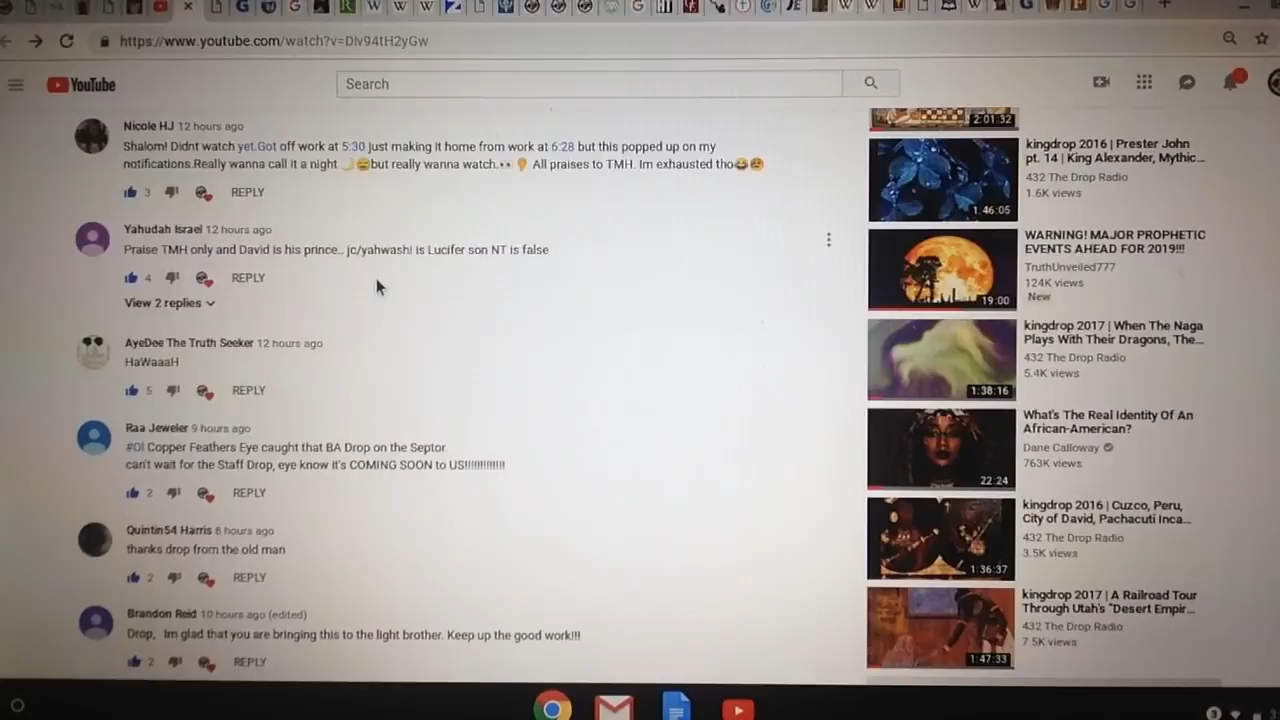 https://www.youtube.com/watch?v=Dlv94tH2yGw
YouTube
Search
Nicole HJ 12 hours ago
Shalom! Didnt watch yet.Got off work at 5:30 just making it home from work at 6:28 but this popped up on my
notifications.Really wanna call it a night 🌙😴but really wanna watch.👀💡 All praises to TMH. Im exhausted tho😂😢
3 REPLY
Yahudah Israel 12 hours ago
Praise TMH only and David is his prince.. jc/yahwashi is Lucifer son NT is false
4 REPLY
View 2 replies
AyeDee The Truth Seeker 12 hours ago
HaWaaaH
5 REPLY
Raa Jeweler 9 hours ago
#Ol Copper Feathers Eye caught that BA Drop on the Septor.
can't wait for the Staff Drop, eye know it's COMING SOON to US!!!!!!!!!!!!!
2 REPLY
Quintin54 Harris 8 hours ago
thanks drop from the old man
2 REPLY
Brandon Reid 10 hours ago (edited)
Drop, Im glad that you are bringing this to the light brother. Keep up the good work!!!
2 REPLY
2:01:32
kingdrop 2016 | Prester John
pt. 14 | King Alexander, Mythic...
432 The Drop Radio
1.6K views
1:46:05
WARNING! MAJOR PROPHETIC
EVENTS AHEAD FOR 2019!!!
TruthUnveiled777
124K views
New
19:00
kingdrop 2017 | When The Naga
Plays With Their Dragons, The...
432 The Drop Radio
5.4K views
1:38:16
What's The Real Identity Of An
African-American?
Dane Calloway
763K views
22:24
kingdrop 2016 | Cuzco, Peru,
City of David, Pachacuti Inca...
432 The Drop Radio
3.5K views
1:36:37
kingdrop 2017 | A Railroad Tour
Through Utah's "Desert Empir...
432 The Drop Radio
7.5K views
1:47:33